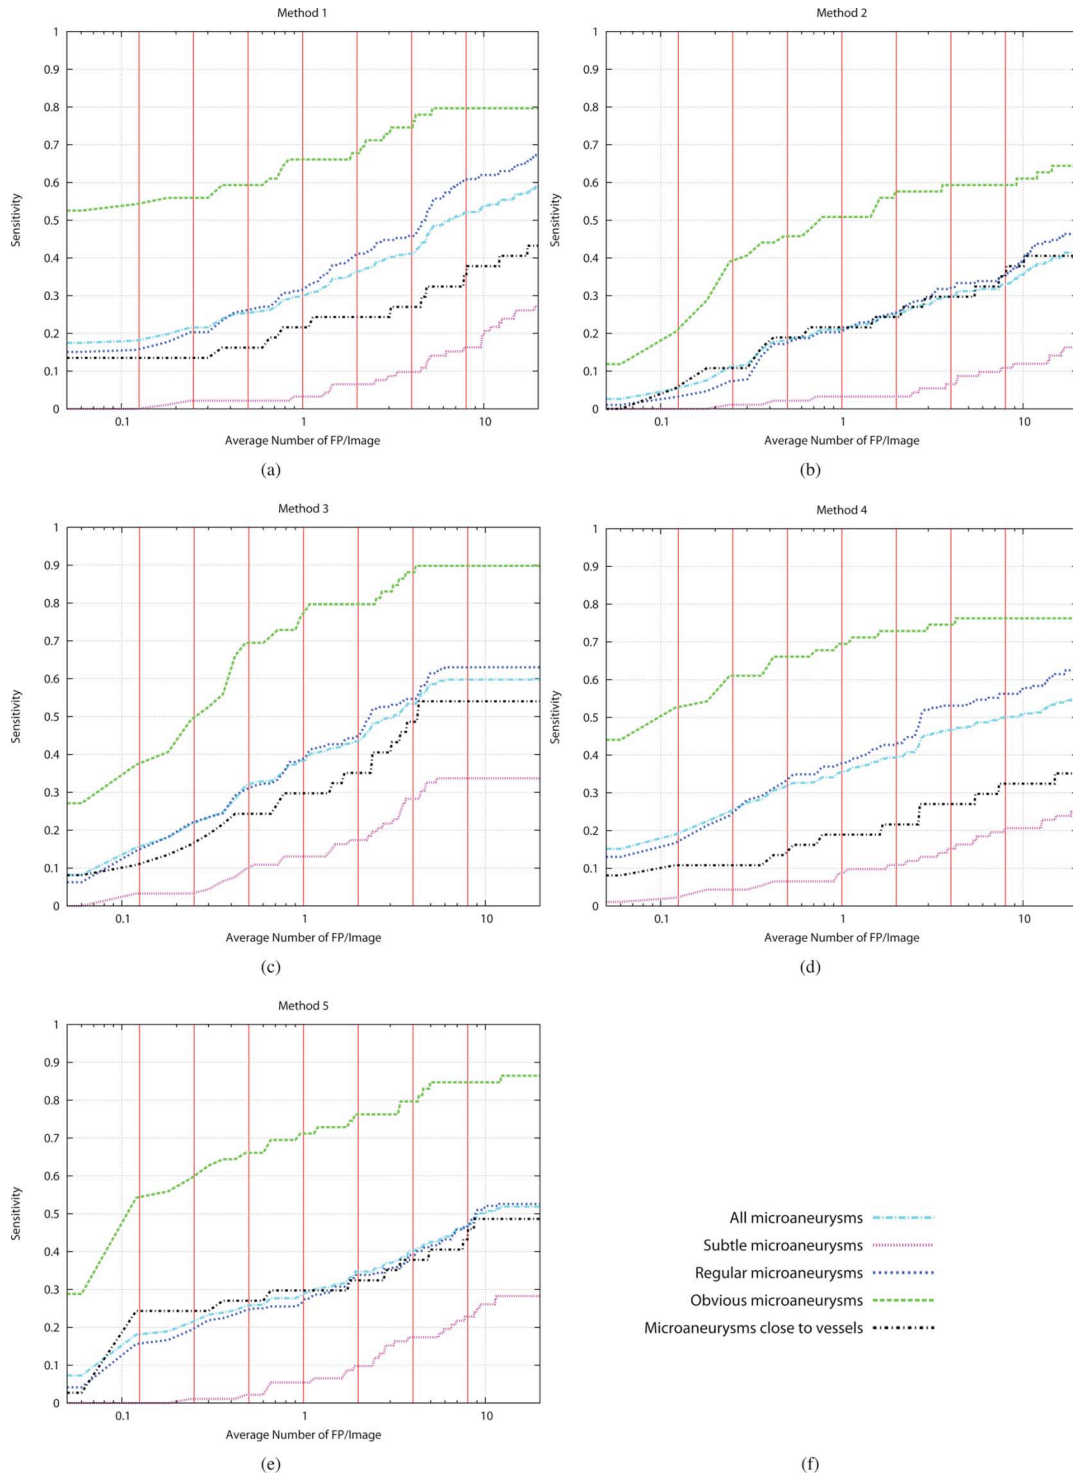 Method 1
1
0.9
0.8
0.7
0.6
0.5
0.4
0.3
0.2
0.1
0
Sensitivity
0.1 1 10
Average Number of FP/Image
(a)
Method 2
1
0.9
0.8
0.7
0.6
0.5
0.4
0.3
0.2
0.1
0
Sensitivity
0.1 1 10
Average Number of FP/Image
(b)
Method 3
1
0.9
0.8
0.7
0.6
0.5
0.4
0.3
0.2
0.1
0
Sensitivity
0.1 1 10
Average Number of FP/Image
(c)
Method 4
1
0.9
0.8
0.7
0.6
0.5
0.4
0.3
0.2
0.1
0
Sensitivity
0.1 1 10
Average Number of FP/Image
(d)
Method 5
1
0.9
0.8
0.7
0.6
0.5
0.4
0.3
0.2
0.1
0
Sensitivity
0.1 1 10
Average Number of FP/Image
(e)
All microaneurysms
Subtle microaneurysms
Regular microaneurysms
Obvious microaneurysms
Microaneurysms close to vessels
(f)